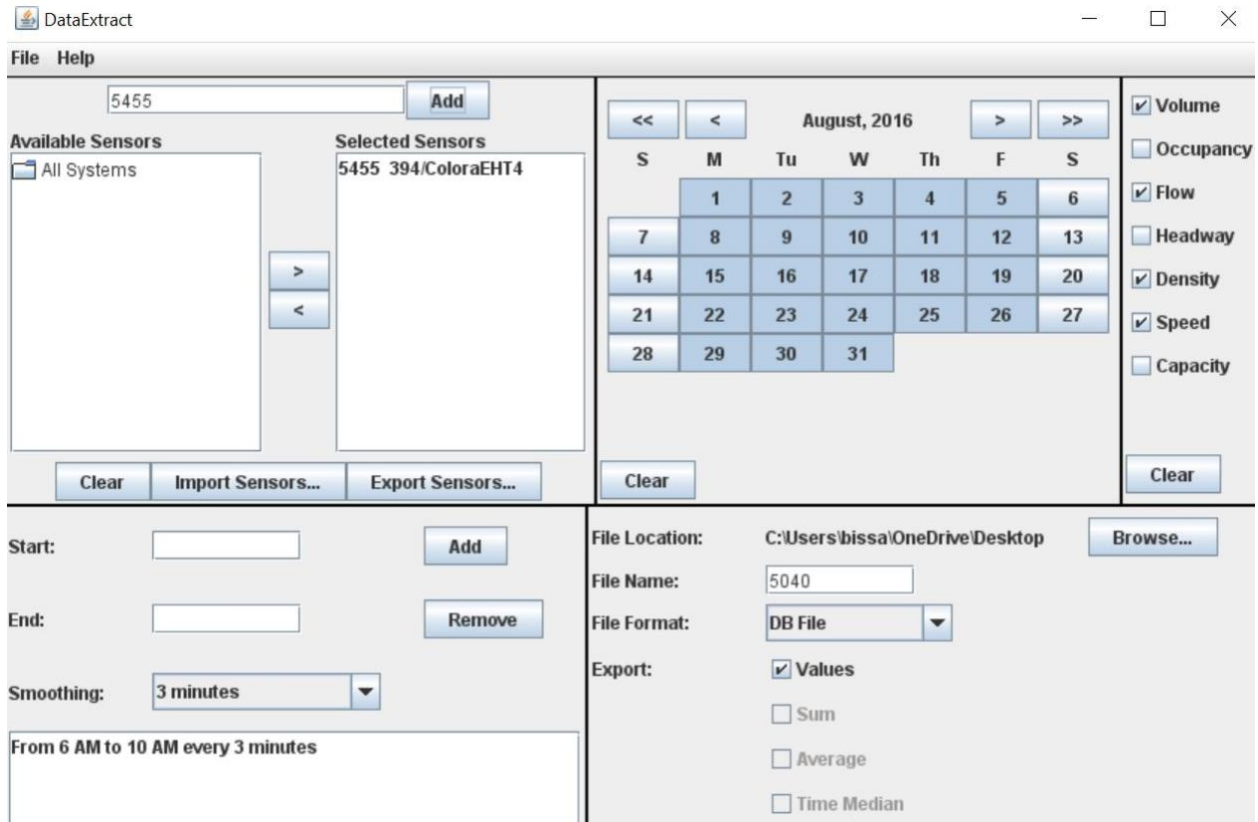 DataExtract
File Help
5455 Add
Available Sensors Selected Sensors
All Systems 5455 394/ColoraEHT4
>
<
Clear Import Sensors... Export Sensors...
<< < August, 2016 > >>
S M Tu W Th F S
1 2 3 4 5 6
7 8 9 10 11 12 13
14 15 16 17 18 19 20
21 22 23 24 25 26 27
28 29 30 31
Clear
Volume
Occupancy
Flow
Headway
Density
Speed
Capacity
Clear
Start: Add
End: Remove
Smoothing: 3 minutes
From 6 AM to 10 AM every 3 minutes
File Location: C:\Users\bissa\OneDrive\Desktop Browse...
File Name: 5040
File Format: DB File
Export: Values
Sum
Average
Time Median